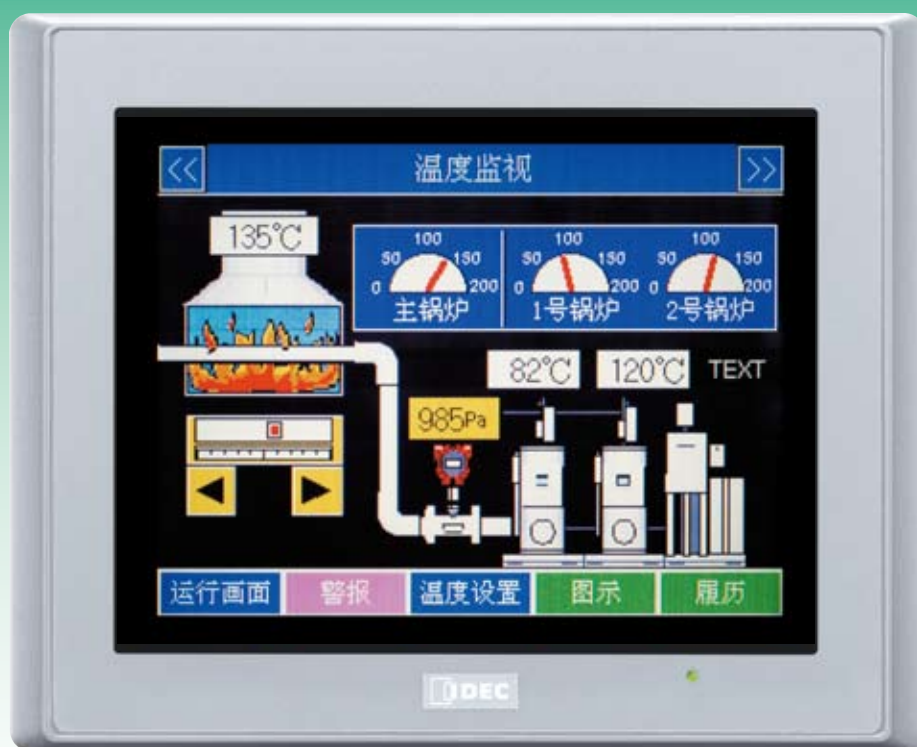 << 温度监视 >>
135℃
100 100 100
50 150 50 150 50 150
0 200 0 200 0 200
主锅炉 1号锅炉 2号锅炉
82℃ 120℃ TEXT
985Pa
运行画面 警报 温度设置 图示 履历
IDEC